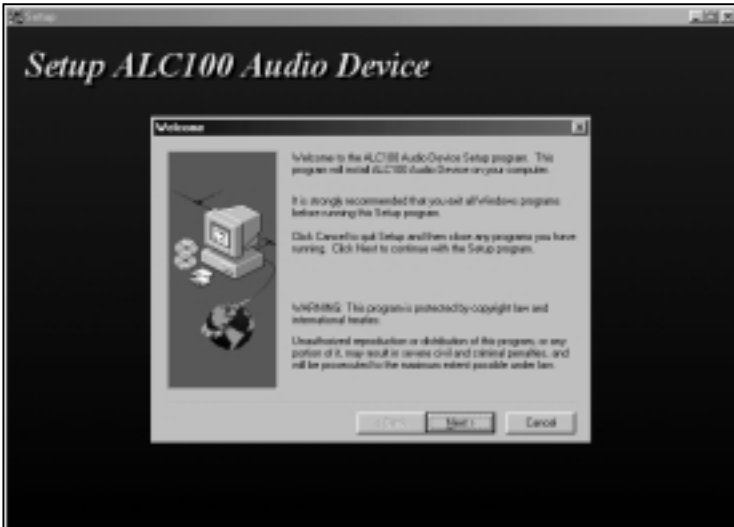 Setup
Setup ALC100 Audio Device
Welcome
Welcome to the ALC100 Audio Device Setup program. This
program will install ALC100 Audio Device on your computer.
It is strongly recommended that you exit all Windows programs
before running this Setup program.
Click Cancel to quit Setup and then close any programs you have
running. Click Next to continue with the Setup program.
WARNING: This program is protected by copyright law and
international treaties.
Unauthorized reproduction or distribution of this program, or any
portion of it, may result in severe civil and criminal penalties, and
will be prosecuted to the maximum extent possible under law.
< Back
Next >
Cancel